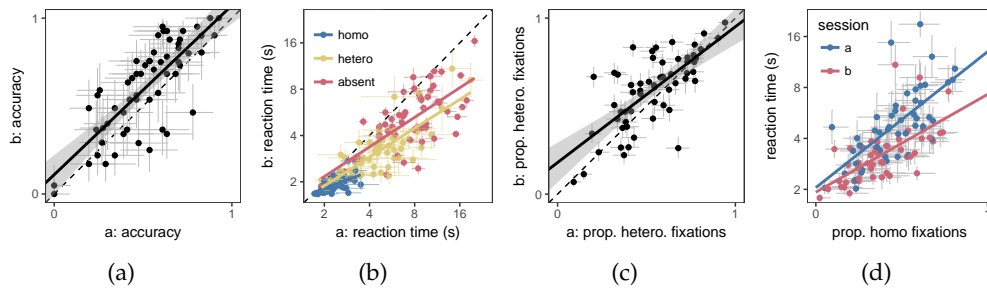 1
0
b: accuracy
0
1
a: accuracy
(a)
homo
hetero
absent
16
8
4
2
b: reaction time (s)
2
4
8
16
a: reaction time (s)
(b)
1
0
b: prop. hetero. fixations
0
1
a: prop. hetero. fixations
(c)
session
a
b
16
8
4
2
reaction time (s)
0
1
prop. homo fixations
(d)